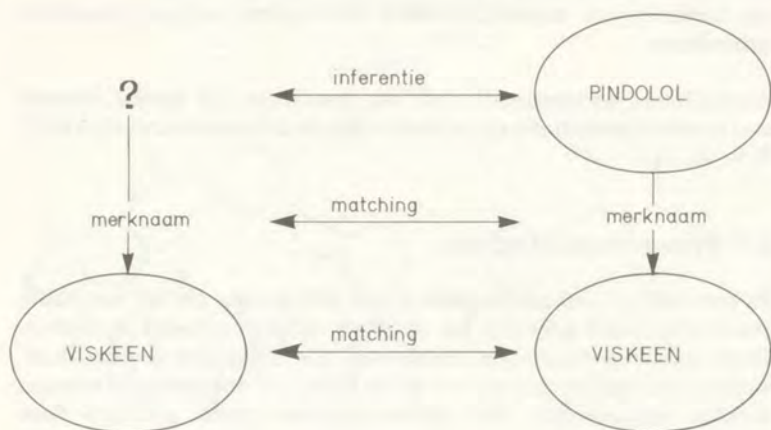 inferentie
?
PINDOLOL
matching
merknaam
merknaam
matching
VISKEEN
VISKEEN